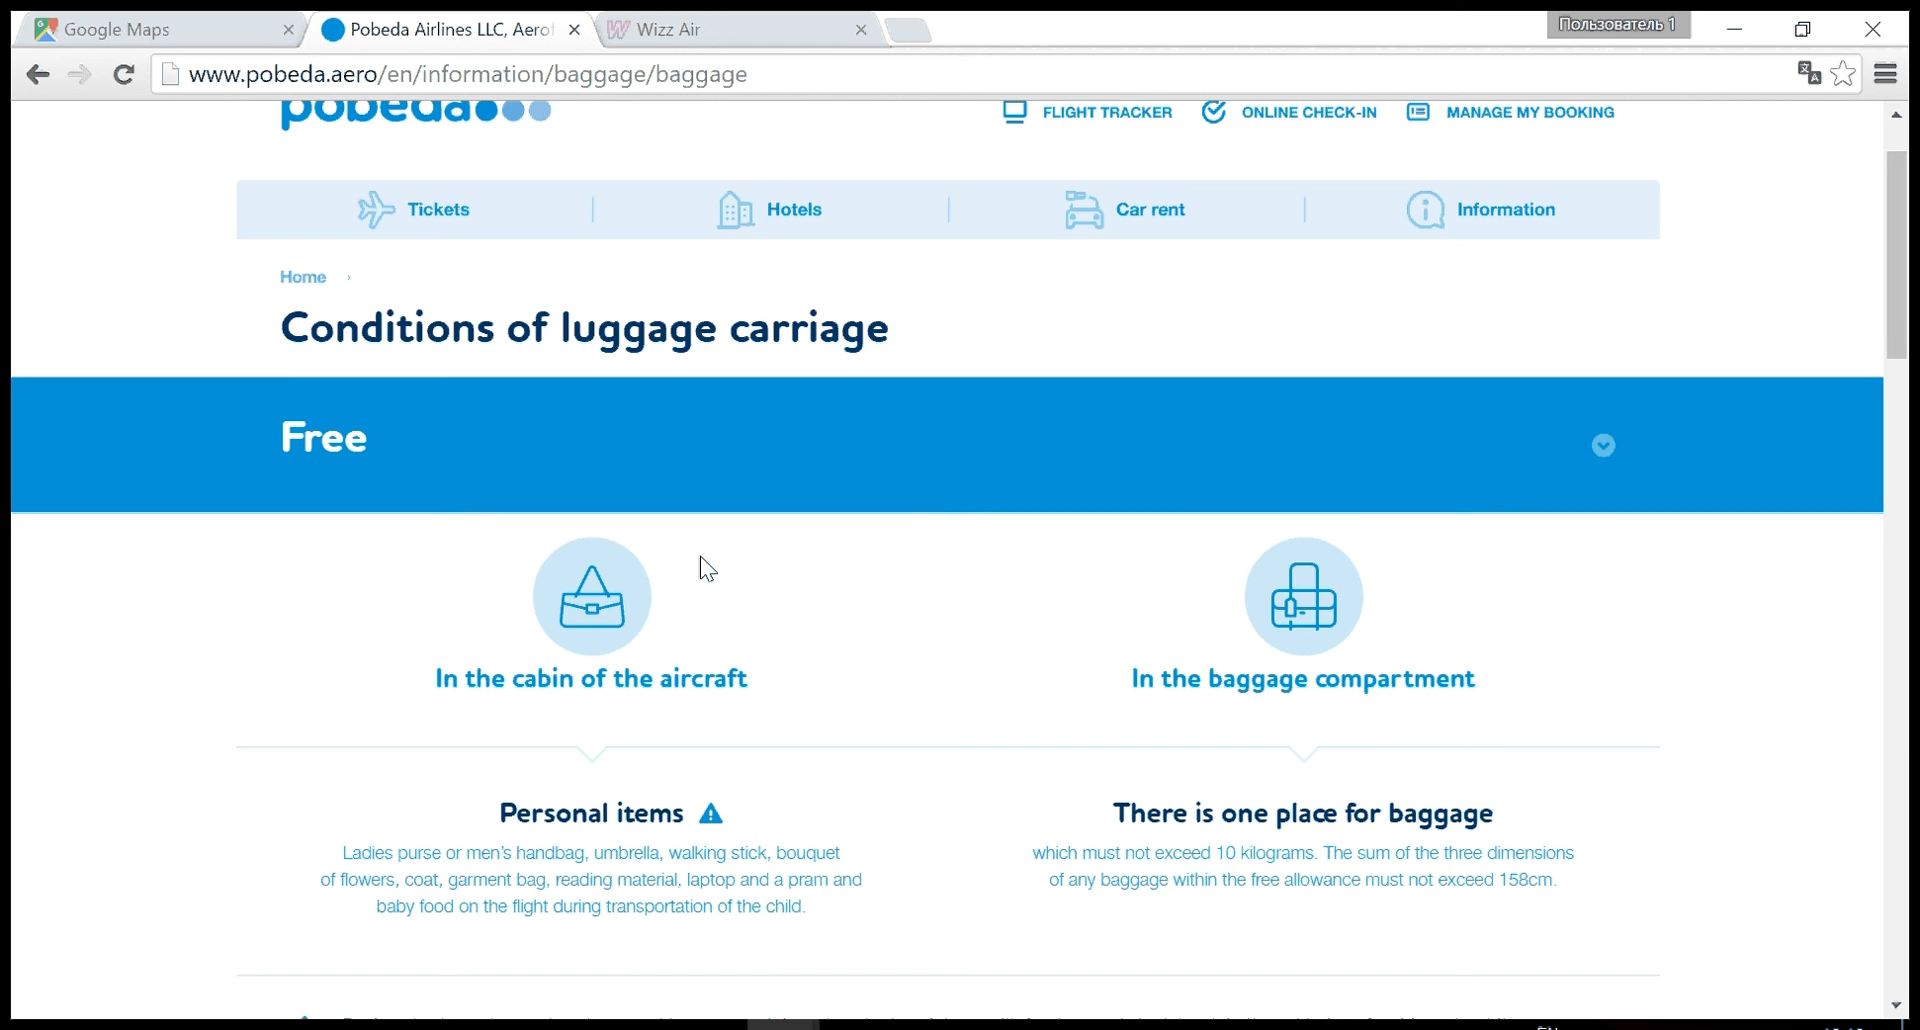 Google Maps
Pobeda Airlines LLC, Aerof
Wizz Air
Пользователь 1
www.pobeda.aero/en/information/baggage/baggage
pobeda
FLIGHT TRACKER
ONLINE CHECK-IN
MANAGE MY BOOKING
Tickets
Hotels
Car rent
Information
Home
Conditions of luggage carriage
Free
In the cabin of the aircraft
In the baggage compartment
Personal items
Ladies purse or men's handbag, umbrella, walking stick, bouquet
of flowers, coat, garment bag, reading material, laptop and a pram and
baby food on the flight during transportation of the child.
There is one place for baggage
which must not exceed 10 kilograms. The sum of the three dimensions
of any baggage within the free allowance must not exceed 158cm.